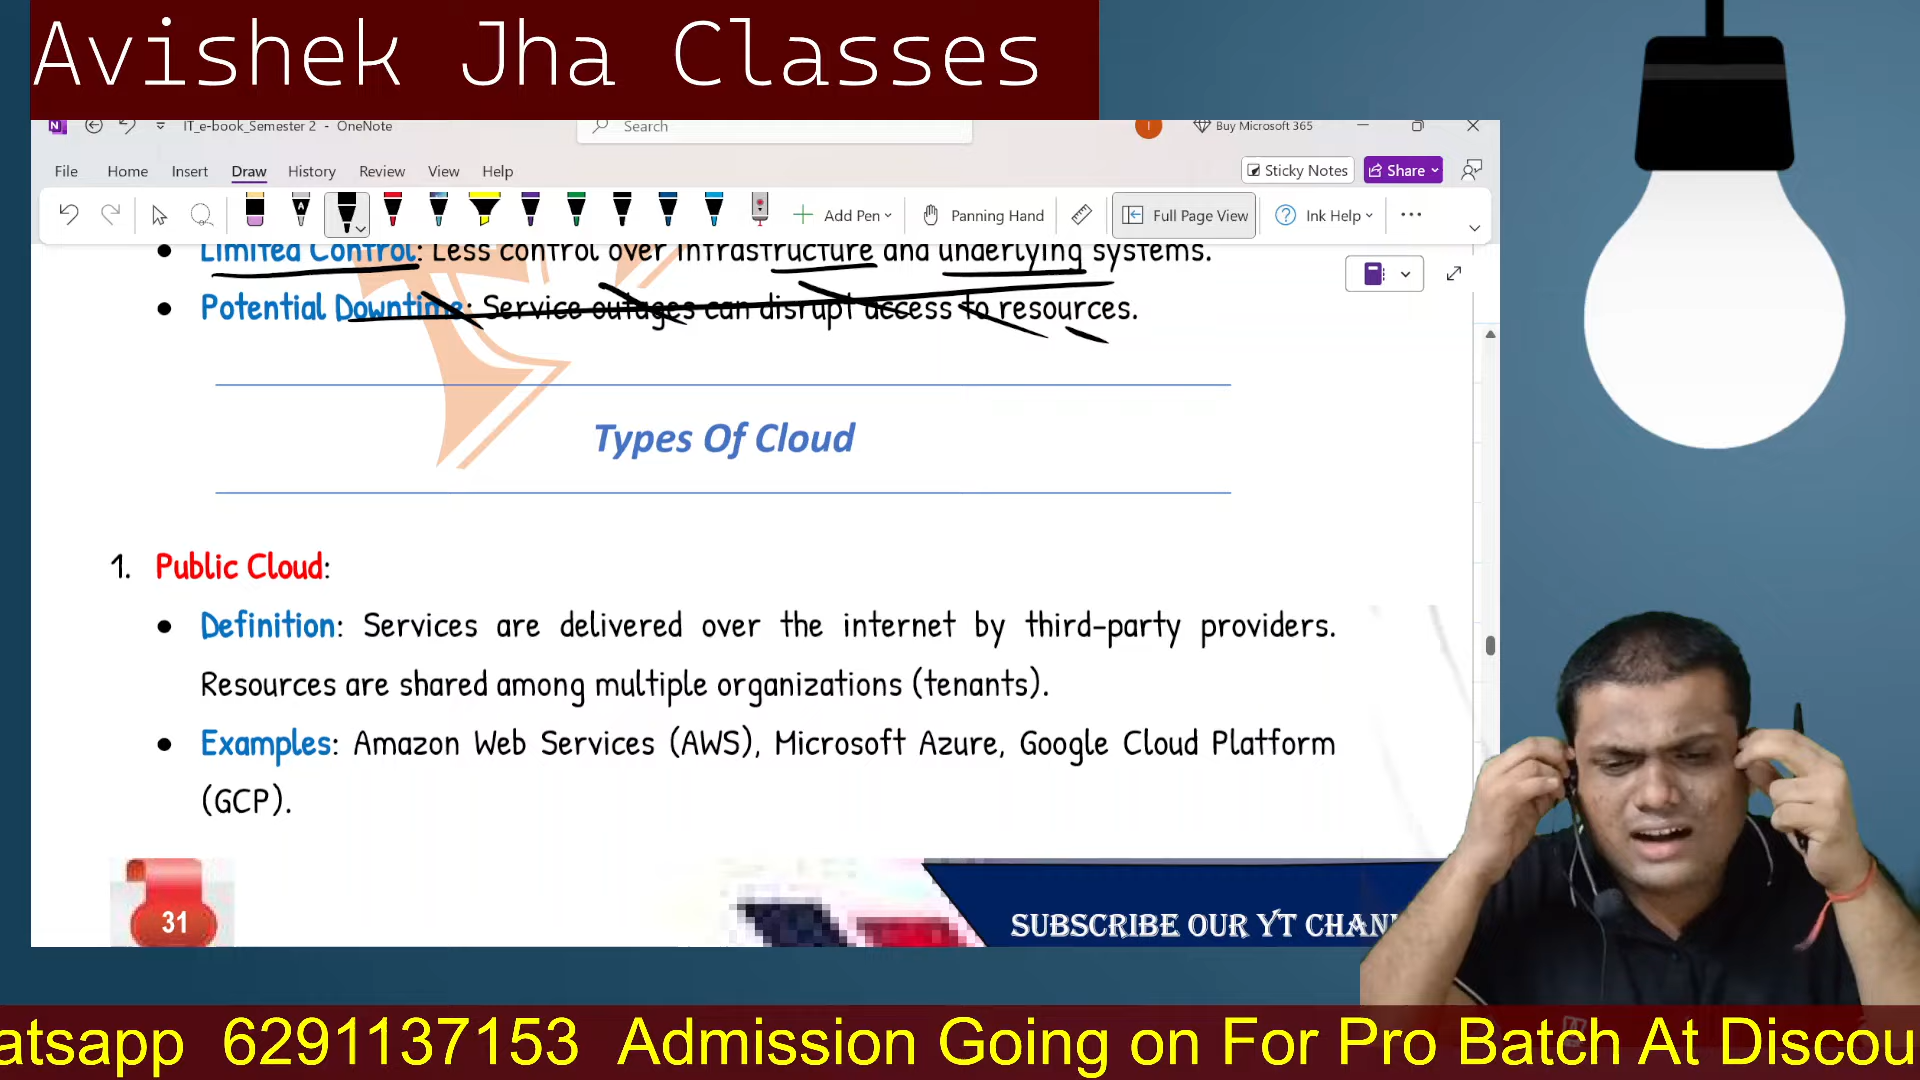 Avishek Jha Classes
IT_e-book_Semester 2 - OneNote
Search
Buy Microsoft 365
File Home Insert Draw History Review View Help
Sticky Notes
Share
Add Pen
Panning Hand
Full Page View
Ink Help
• Limited Control: Less control over infrastructure and underlying systems.
• Potential Downtime: Service outages can disrupt access to resources.
Types Of Cloud
1. Public Cloud:
• Definition: Services are delivered over the internet by third-party providers.
Resources are shared among multiple organizations (tenants).
• Examples: Amazon Web Services (AWS), Microsoft Azure, Google Cloud Platform
(GCP).
31
SUBSCRIBE OUR YT CHAN
atsapp 6291137153 Admission Going on For Pro Batch At Discou